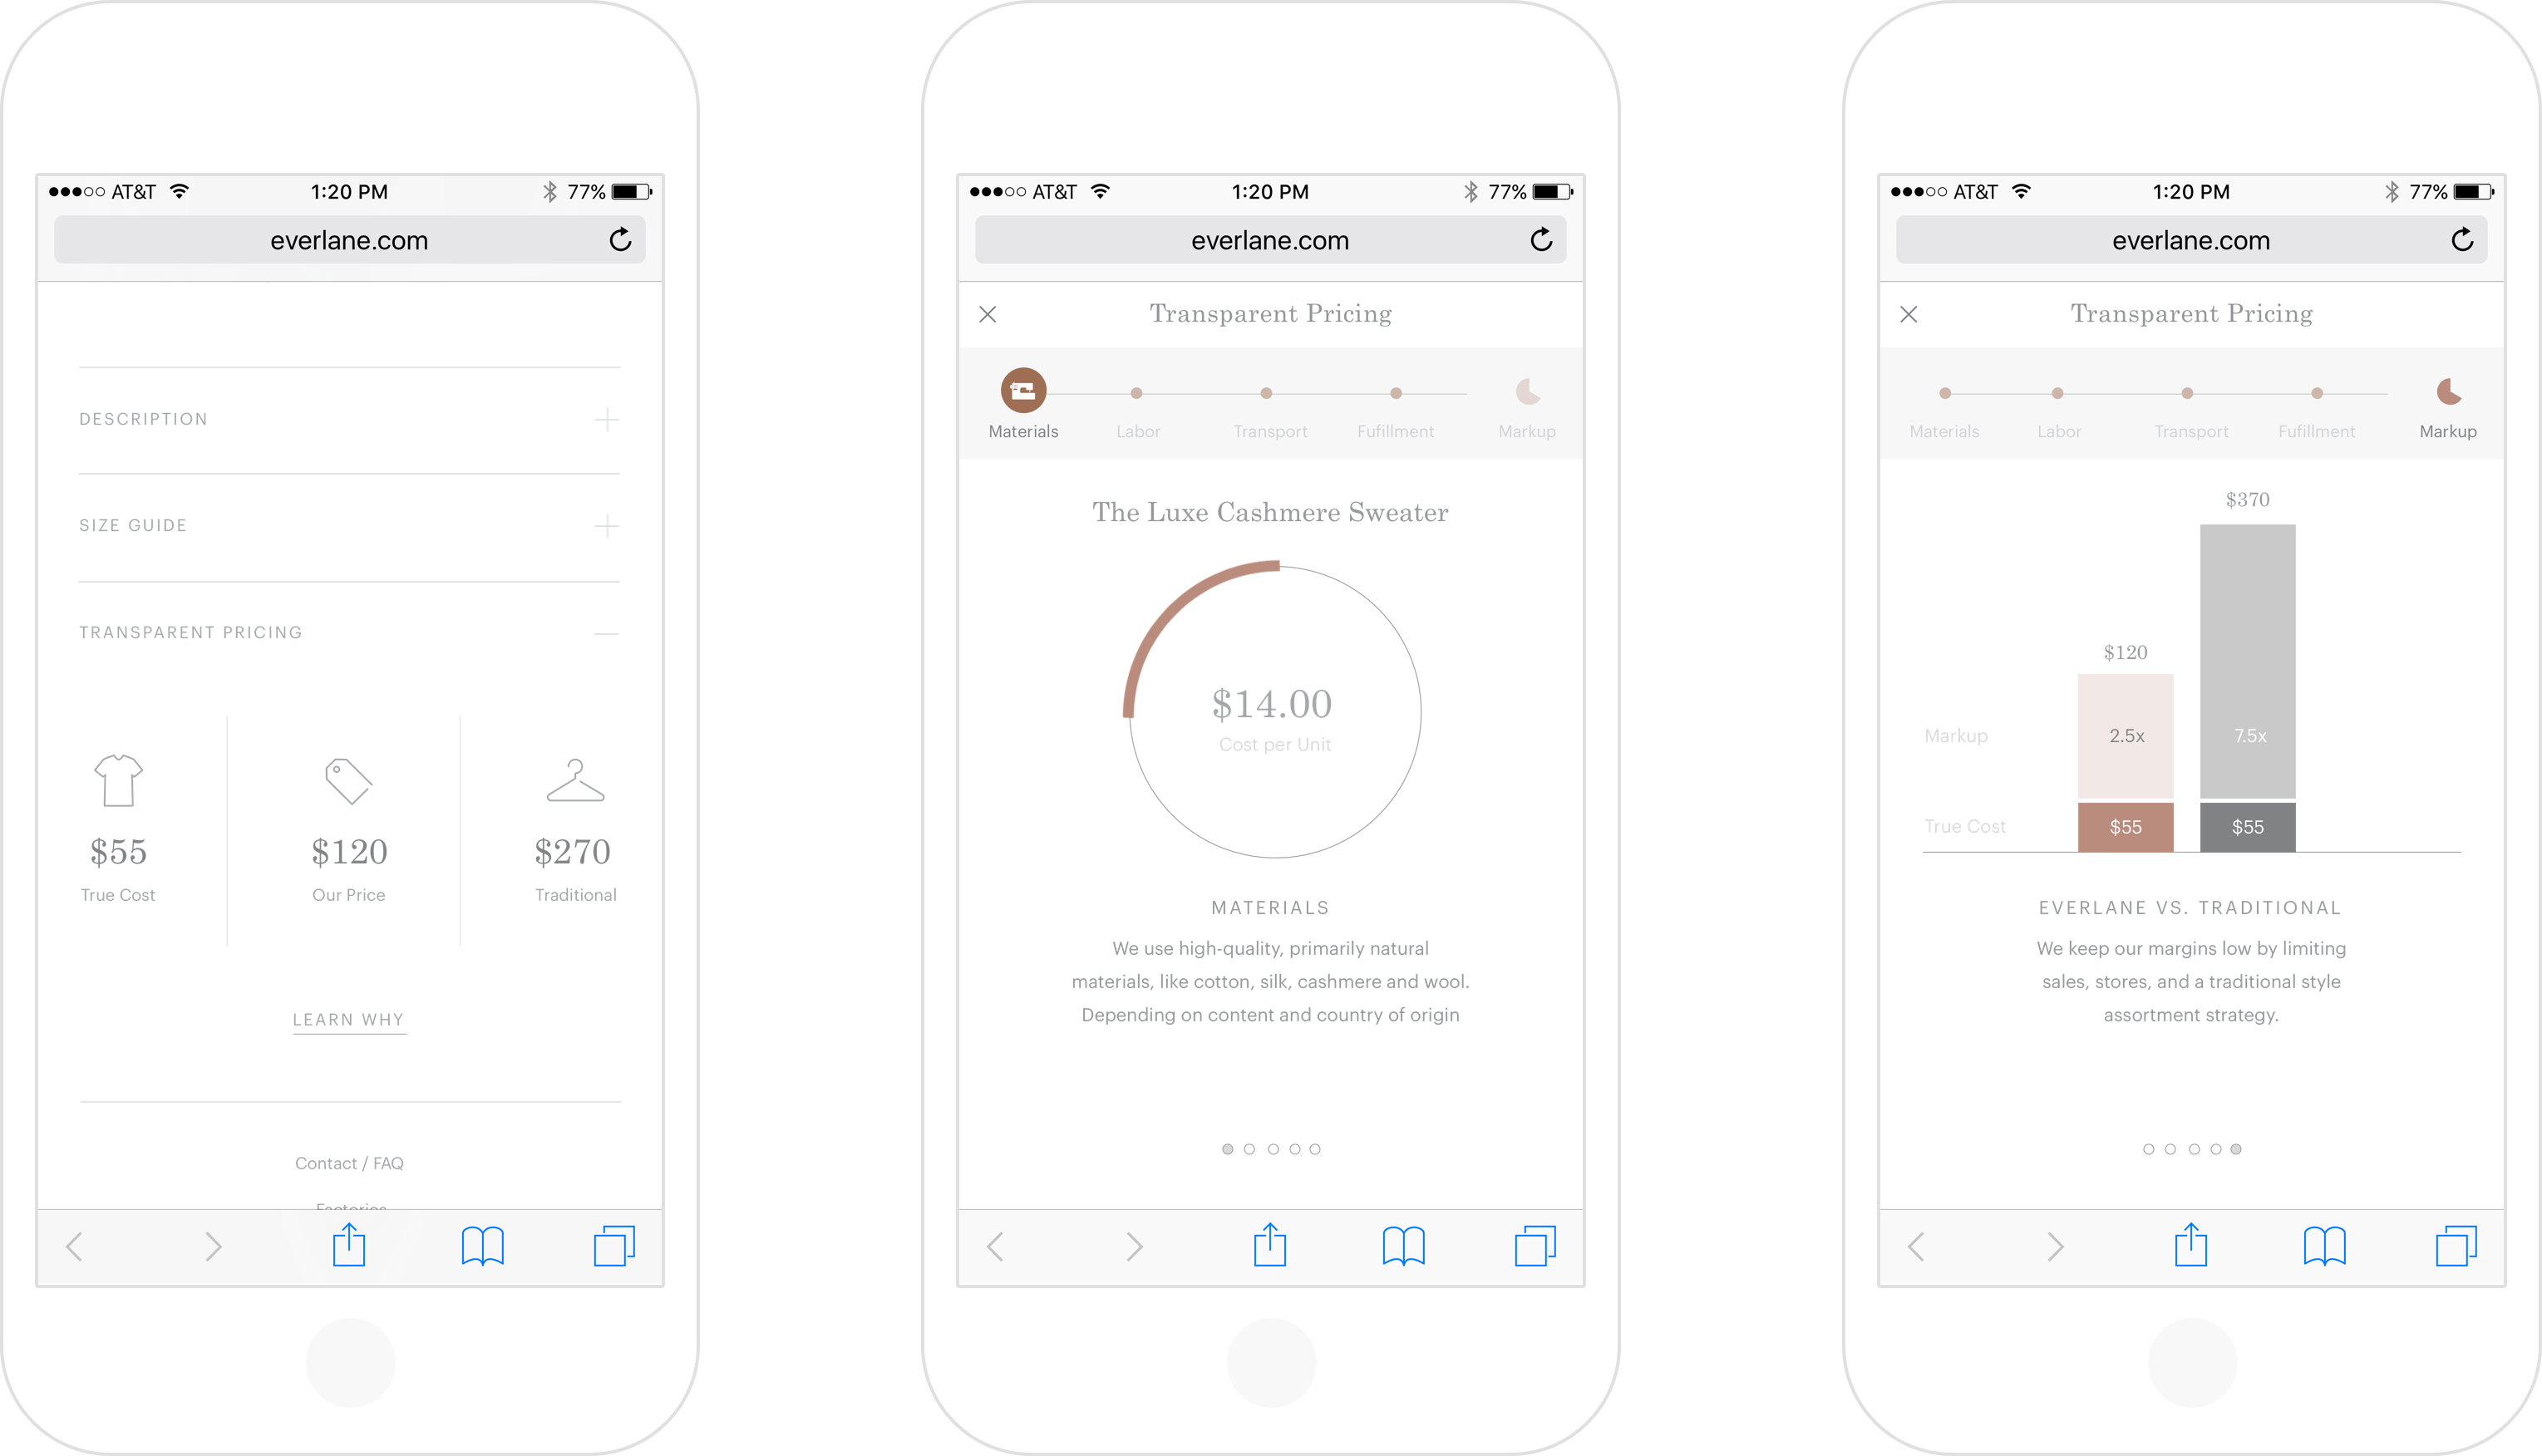 AT&T 1:20 PM 77%
everlane.com
DESCRIPTION
SIZE GUIDE
TRANSPARENT PRICING
$55 $120 $270
True Cost Our Price Traditional
LEARN WHY
Contact / FAQ
Factories
AT&T 1:20 PM 77%
everlane.com
Transparent Pricing
Materials Labor Transport Fufillment Markup
The Luxe Cashmere Sweater
$14.00
Cost per Unit
MATERIALS
We use high-quality, primarily natural
materials, like cotton, silk, cashmere and wool.
Depending on content and country of origin
AT&T 1:20 PM 77%
everlane.com
Transparent Pricing
Materials Labor Transport Fufillment Markup
$370
$120
Markup 2.5x 7.5x
True Cost $55 $55
EVERLANE VS. TRADITIONAL
We keep our margins low by limiting
sales, stores, and a traditional style
assortment strategy.